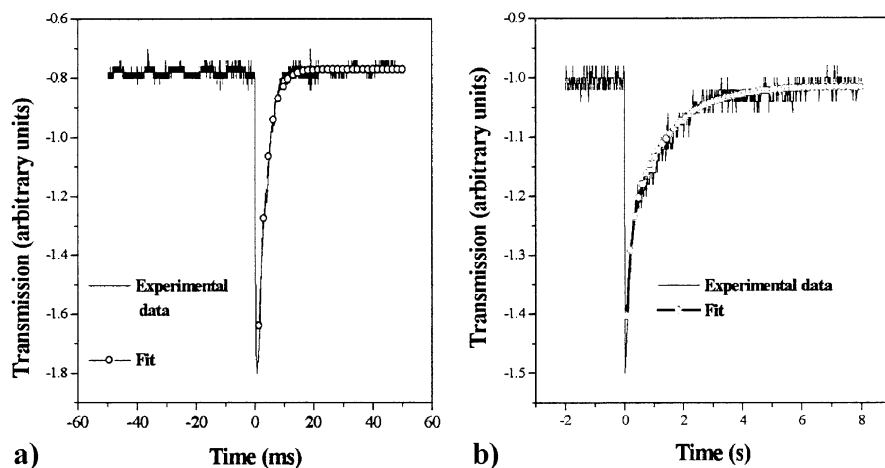 -0.6
-0.8
-1.0
-1.2
-1.4
-1.6
-1.8
Transmission (arbitrary units)
Experimental
data
Fit
-60 -40 -20 0 20 40 60
Time (ms)
a)
-0.9
-1.0
-1.1
-1.2
-1.3
-1.4
-1.5
Transmission (arbitrary units)
Experimental data
Fit
-2 0 2 4 6 8
Time (s)
b)